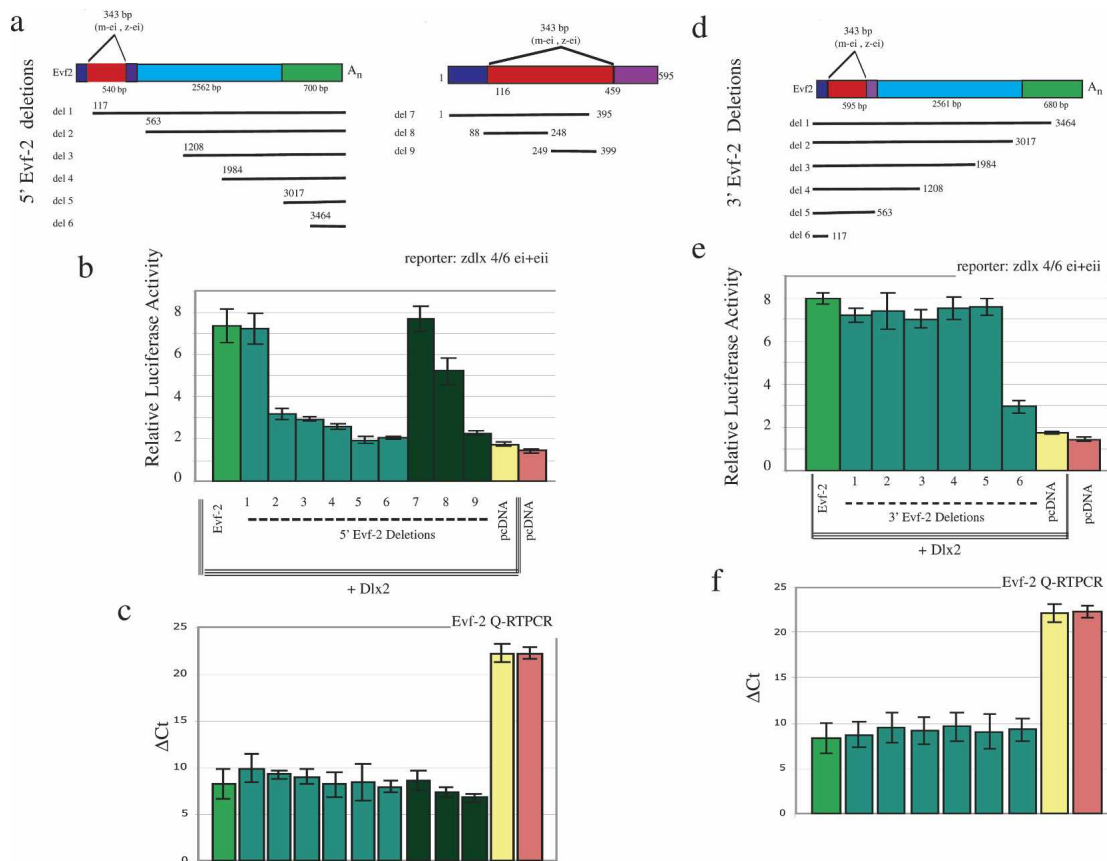 a
343 bp
(m-ei , z-ei)
Evf2
An
540 bp
2562 bp
700 bp
5' Evf-2 deletions
del 1
117
del 2
563
del 3
1208
del 4
1984
del 5
3017
del 6
3464
343 bp
(m-ei , z-ei)
1
595
116
459
del 7
1
395
del 8
88
248
del 9
249
399
d
343 bp
(m-ei , z-ei)
Evf2
An
595 bp
2561 bp
680 bp
3' Evf-2 Deletions
del 1
3464
del 2
3017
del 3
1984
del 4
1208
del 5
563
del 6
117
b
reporter: zdlx 4/6 ei+eii
Relative Luciferase Activity
8
6
4
2
0
Evf-2
1 2 3 4 5 6 7 8 9
pcDNA
pcDNA
5' Evf-2 Deletions
+ Dlx2
e
reporter: zdlx 4/6 ei+eii
Relative Luciferase Activity
8
6
4
2
0
Evf-2
1 2 3 4 5 6
pcDNA
pcDNA
3' Evf-2 Deletions
+ Dlx2
c
Evf-2 Q-RTPCR
ΔCt
25
20
15
10
5
0
f
Evf-2 Q-RTPCR
ΔCt
25
20
15
10
5
0